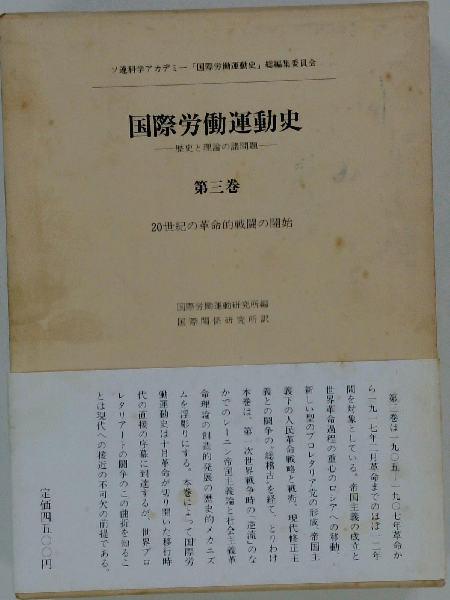 ソ連科学アカデミー「国際労働運動史」総編集委員会
国際労働運動史
——歴史と理論の諸問題——
第三巻
20世紀の革命的戦闘の開始
国際労働運動研究所編
国際関係研究所訳
第三巻は一九〇五―一九〇七年革命か
ら一九一七年二月革命までのほぼ一二年
間を対象としている。帝国主義の成立と
世界革命過程の重心のロシアへの移動、
新しい型のプロレタリア党の形成、帝国主
義下の人民革命戦略と戦術、現代修正主
義との闘争の"総稽古"を経て、とりわけ
本巻は、第一次世界戦争時の"逆流"のな
かでのレーニン帝国主義論と社会主義革
命理論の創造的発展の歴史的メカニズ
ムを浮彫りにする。本巻によって国際労
働運動史は十月革命が切り開いた移行時
代の直接の序幕に到達するが、世界プロ
レタリアートの闘争のこの曲折を知るこ
とは現代への接近の不可欠の前提である。
定価四五〇〇円